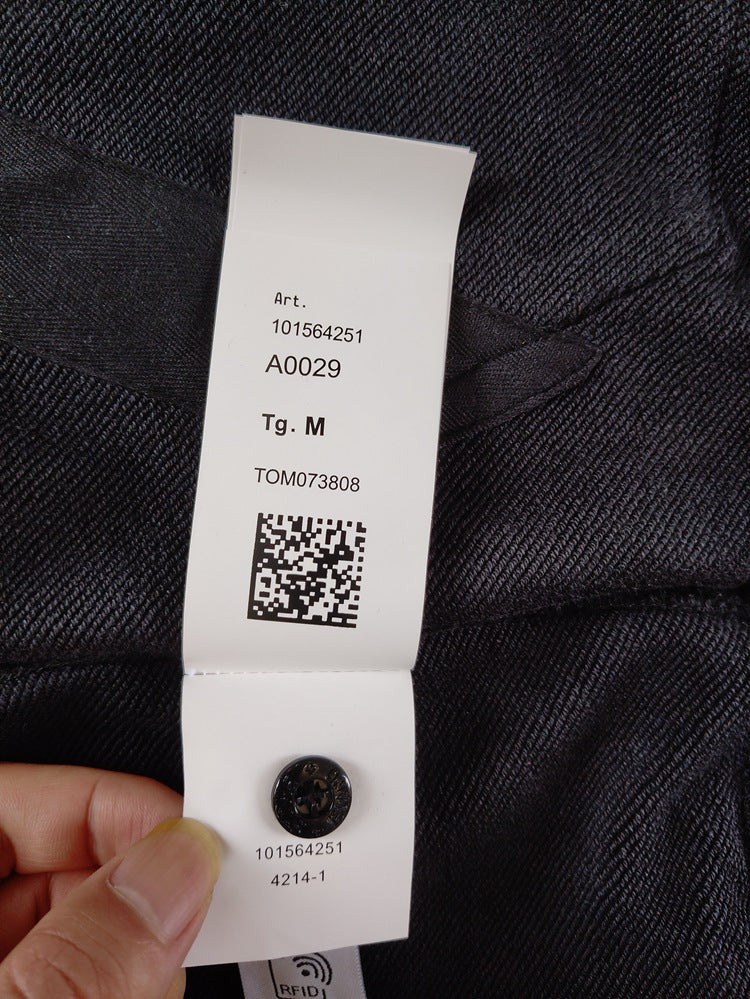 Art.
101564251
A0029
Tg. M
TOM073808
101564251
4214-1
RFID